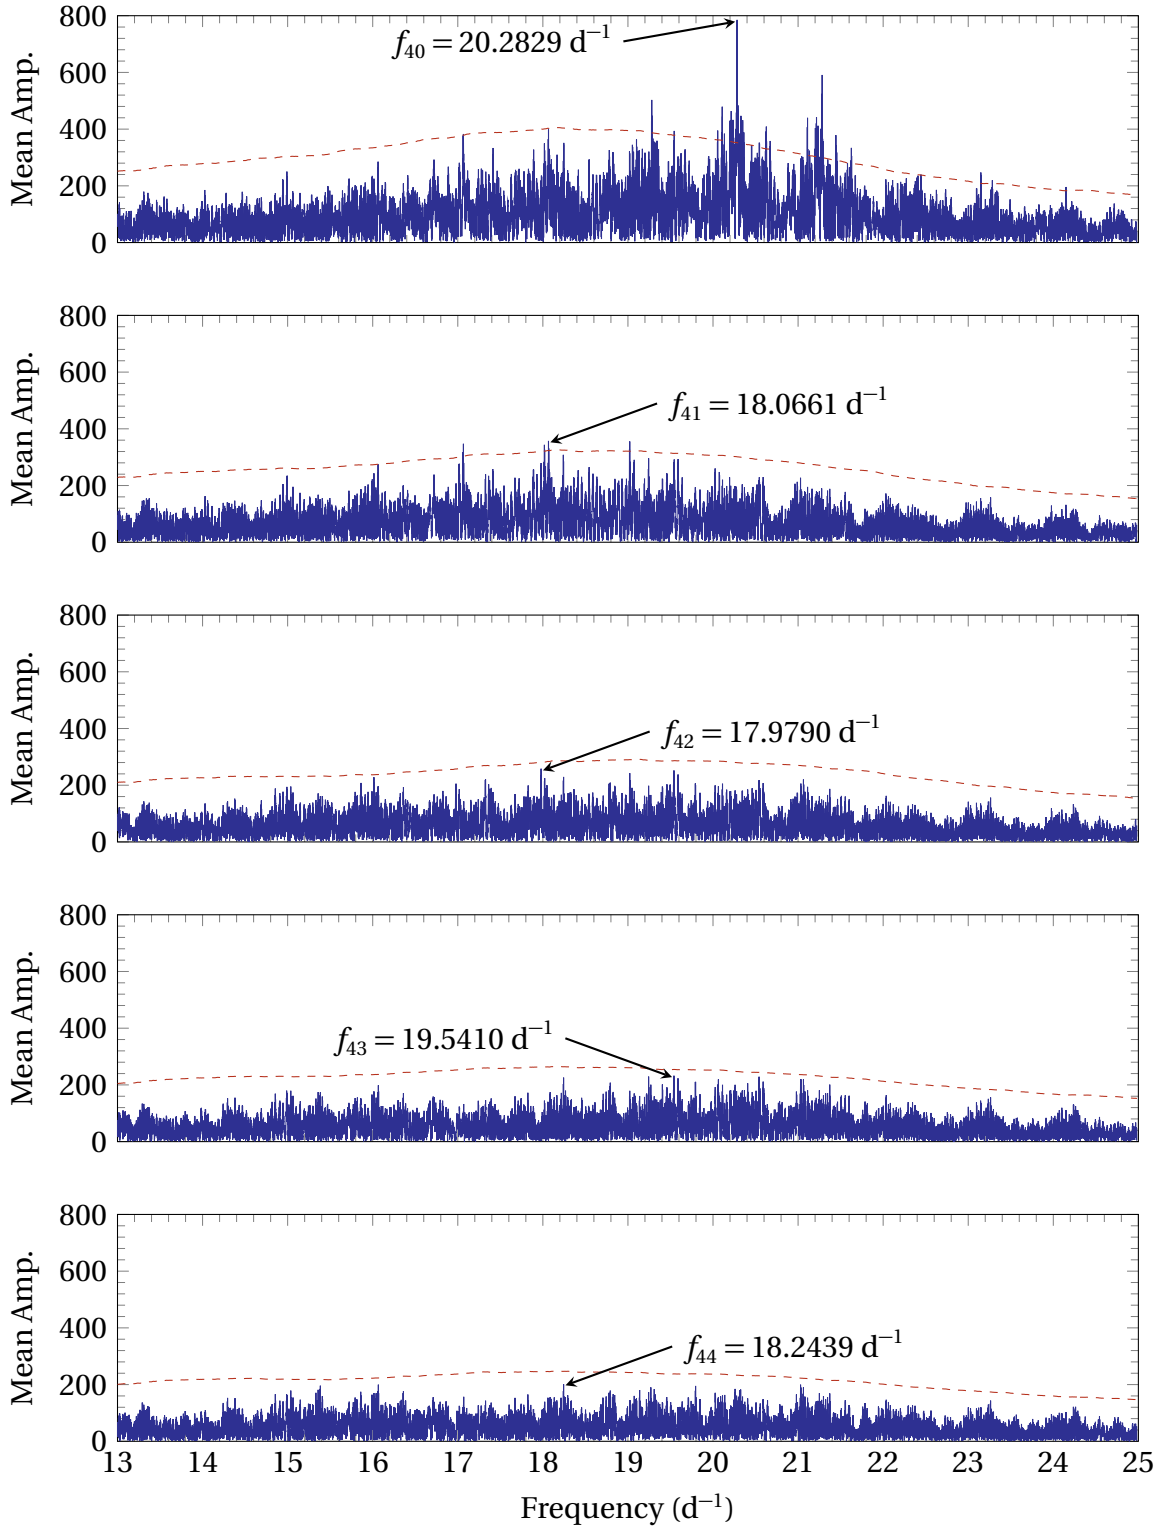 800
600
400
200
0
Mean Amp.
f₄₀ = 20.2829 d⁻¹
800
600
400
200
0
Mean Amp.
f₄₁ = 18.0661 d⁻¹
800
600
400
200
0
Mean Amp.
f₄₂ = 17.9790 d⁻¹
800
600
400
200
0
Mean Amp.
f₄₃ = 19.5410 d⁻¹
800
600
400
200
0
Mean Amp.
f₄₄ = 18.2439 d⁻¹
13 14 15 16 17 18 19 20 21 22 23 24 25
Frequency (d⁻¹)